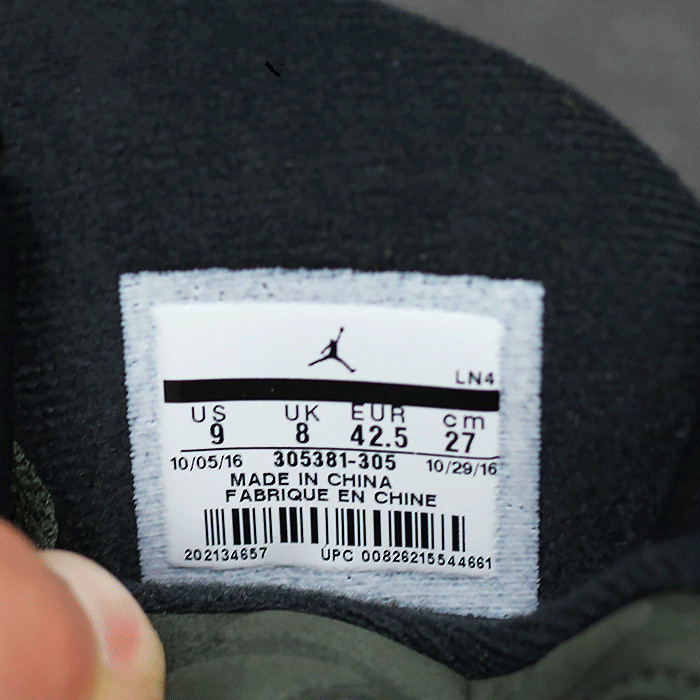 LN4
US UK EUR cm
9 8 42.5 27
10/05/16 305381-305 10/29/16
MADE IN CHINA
FABRIQUE EN CHINE
202134657 UPC 00826215544661